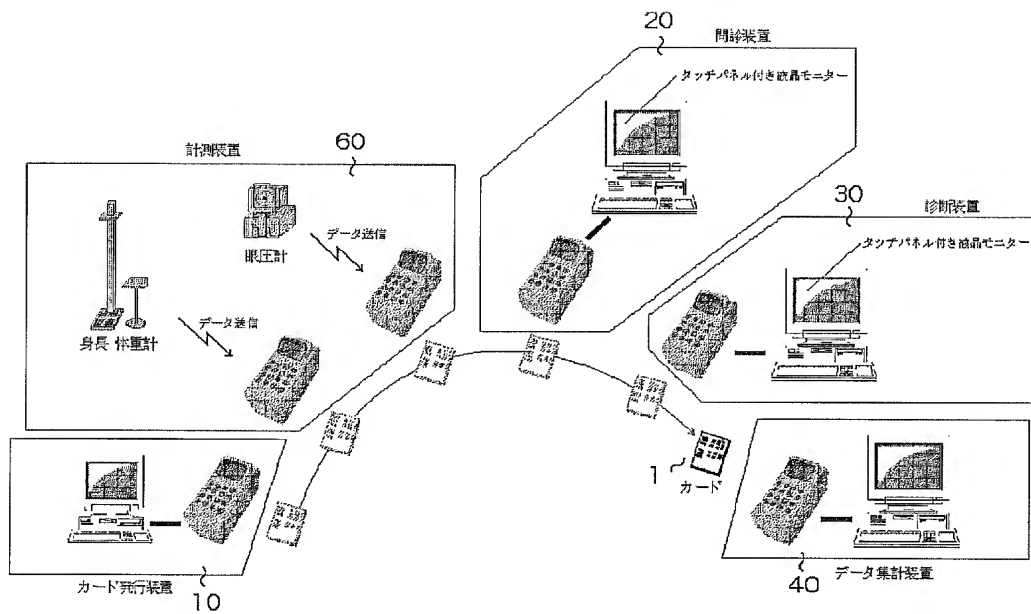 20
問診装置
タッチパネル付き液晶モニター
計測装置
60
眼圧計
データ送信
データ送信
身長 体重計
30
診断装置
タッチパネル付き液晶モニター
1
カード
カード発行装置
10
40
データ集計装置